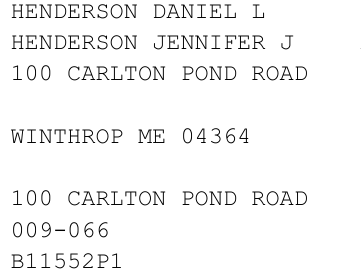 HENDERSON DANIEL L
HENDERSON JENNIFER J
100 CARLTON POND ROAD
WINTHROP ME 04364
100 CARLTON POND ROAD
009-066
B11552P1